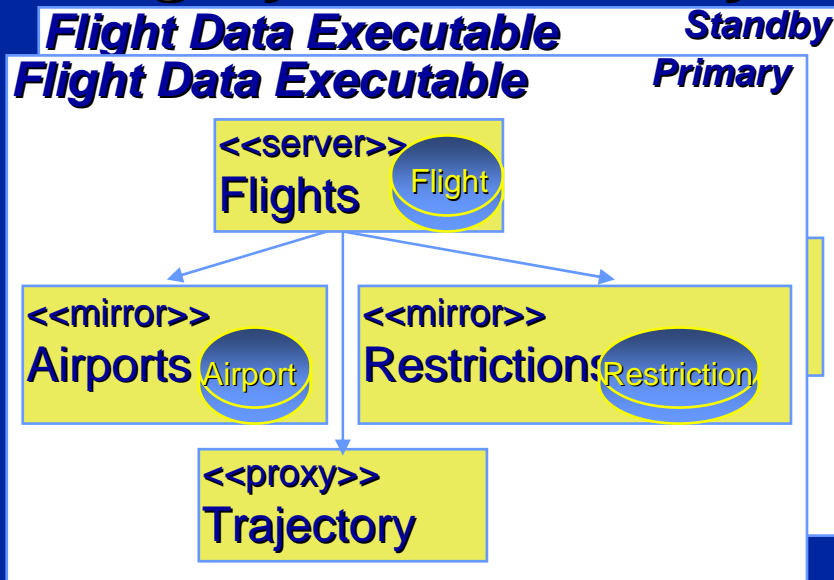 Flight Data Executable Standby
Flight Data Executable Primary
<<server>>
Flights Flight
<<mirror>>
Airports Airport
<<mirror>>
Restrictions Restriction
<<proxy>>
Trajectory